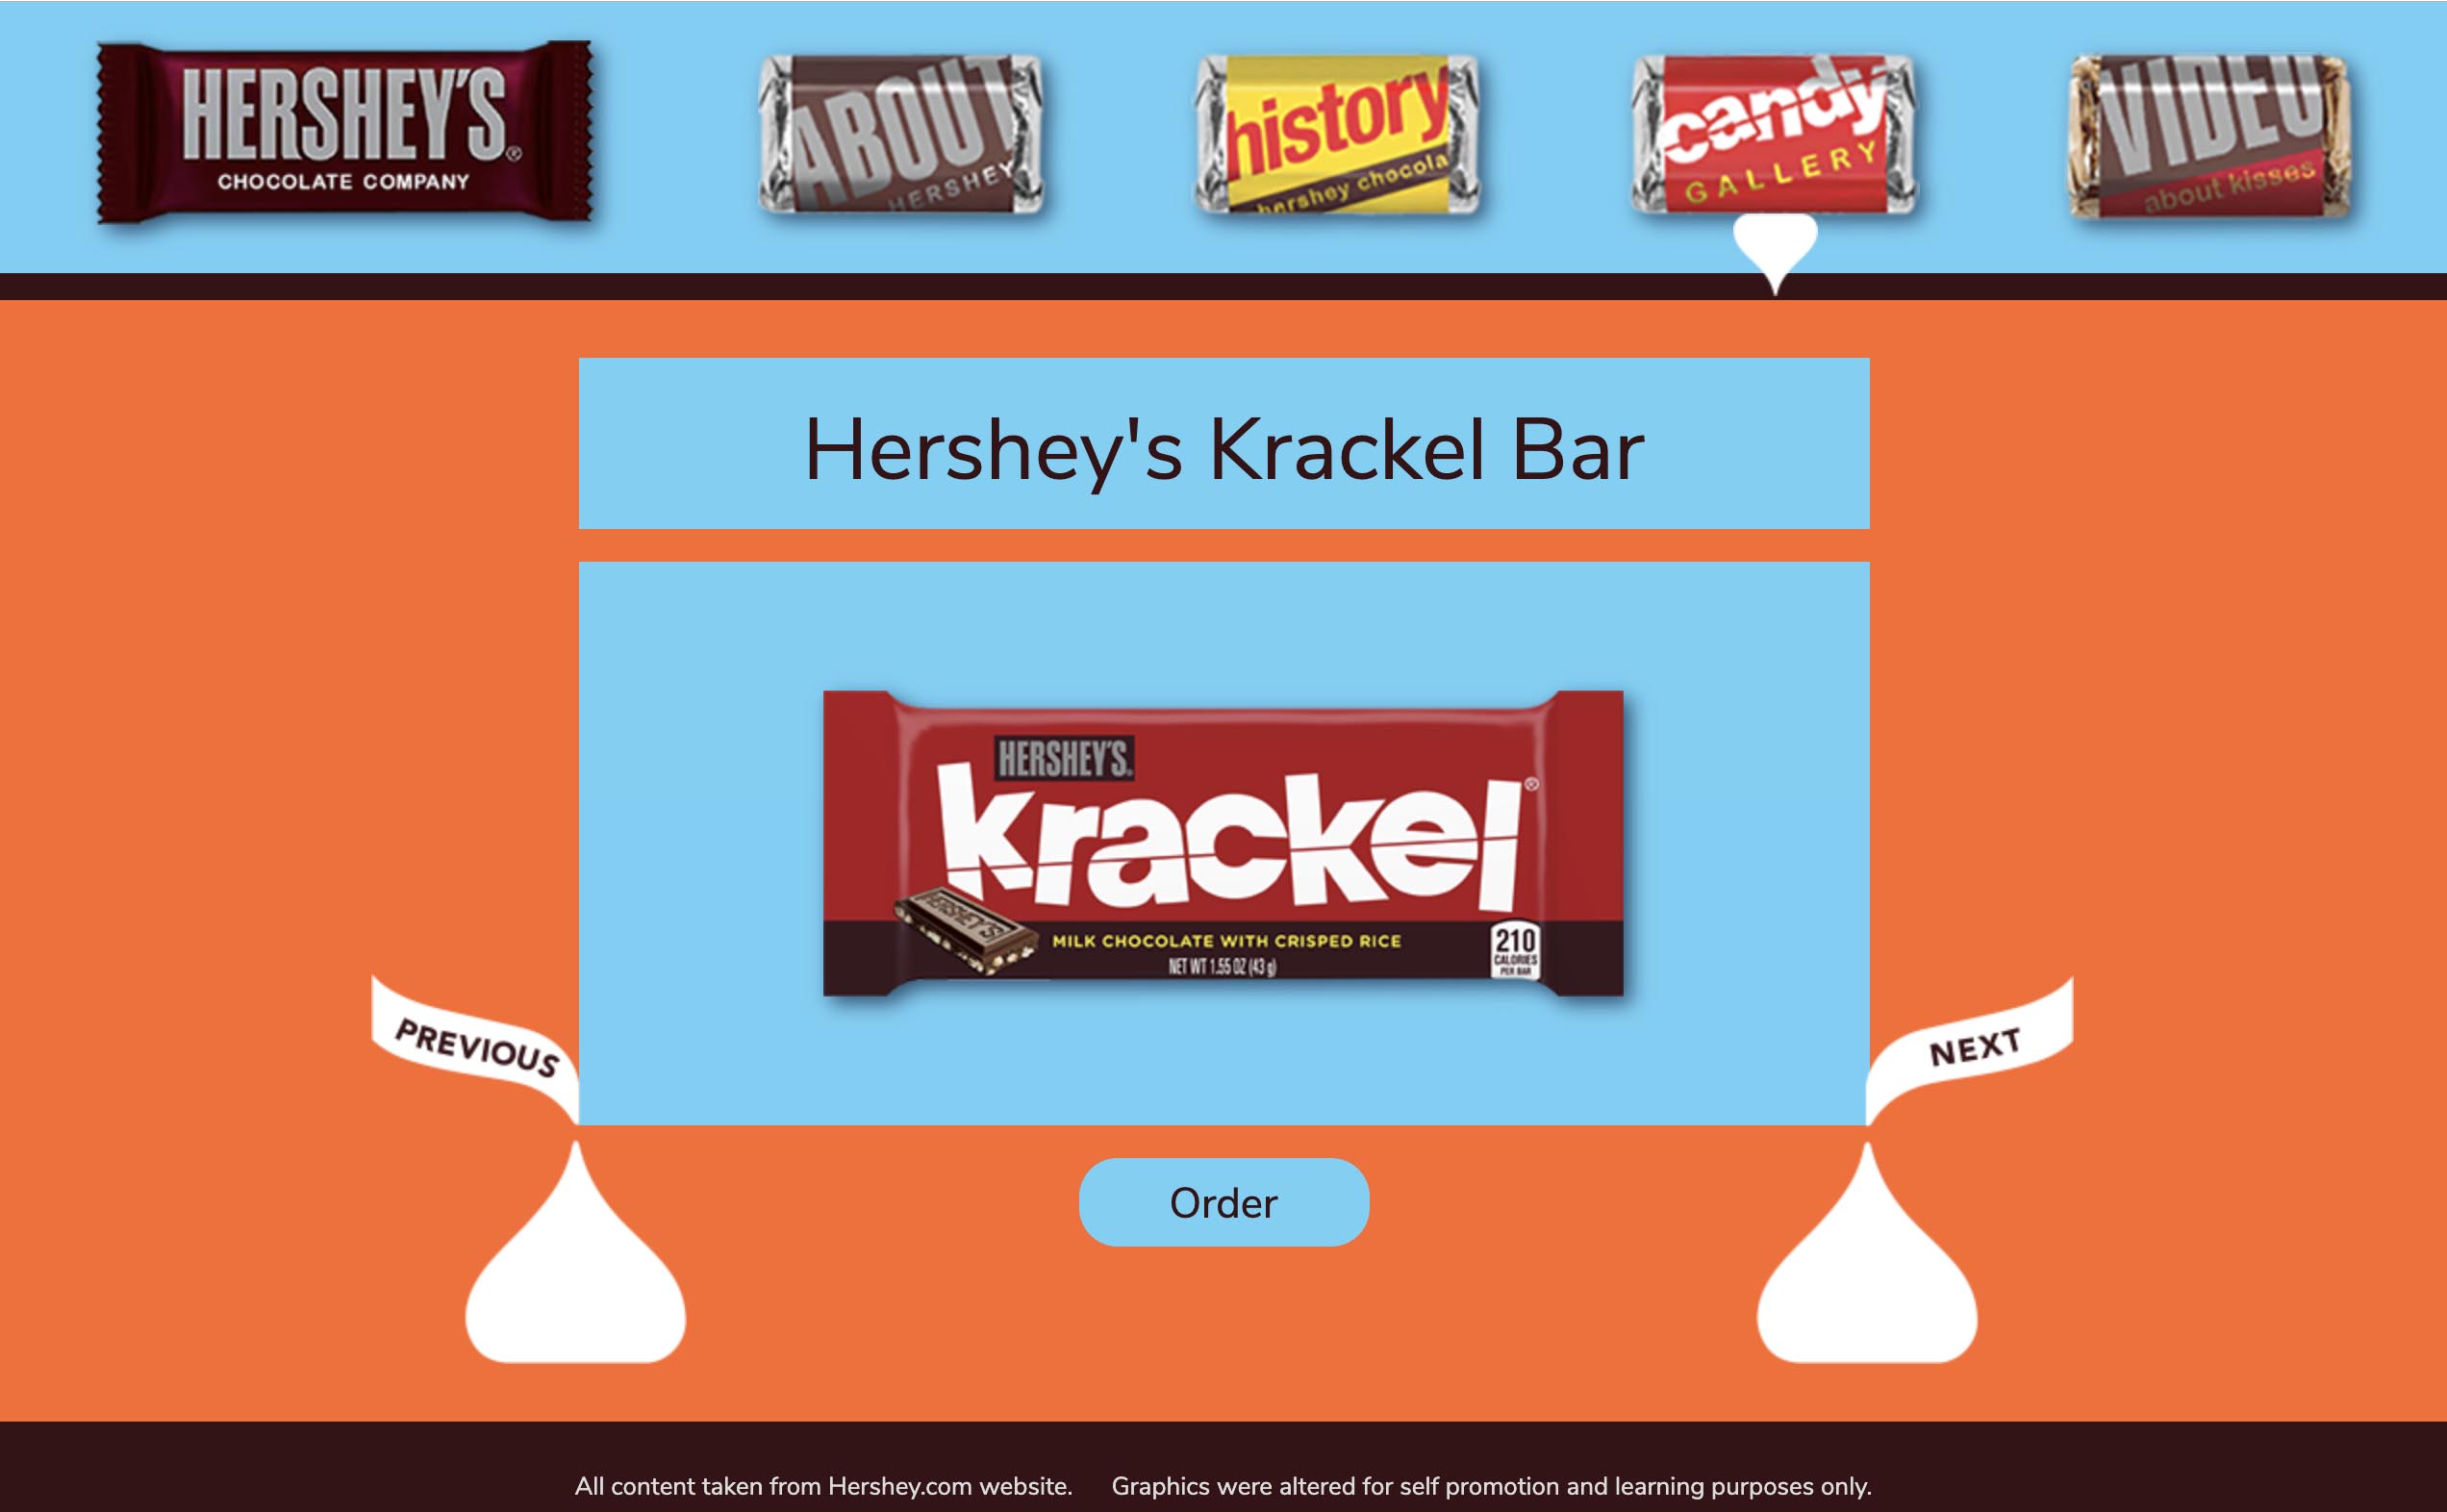 HERSHEY'S®
CHOCOLATE COMPANY
ABOUT
HERSHEY
history
hershey chocola
candy
GALLERY
VIDEO
about kisses
Hershey's Krackel Bar
HERSHEY'S.
krackel®
HERSHEY'S
MILK CHOCOLATE WITH CRISPED RICE
NET WT 1.55 OZ (43 g)
210
CALORIES
PER BAR
PREVIOUS
NEXT
Order
All content taken from Hershey.com website. Graphics were altered for self promotion and learning purposes only.